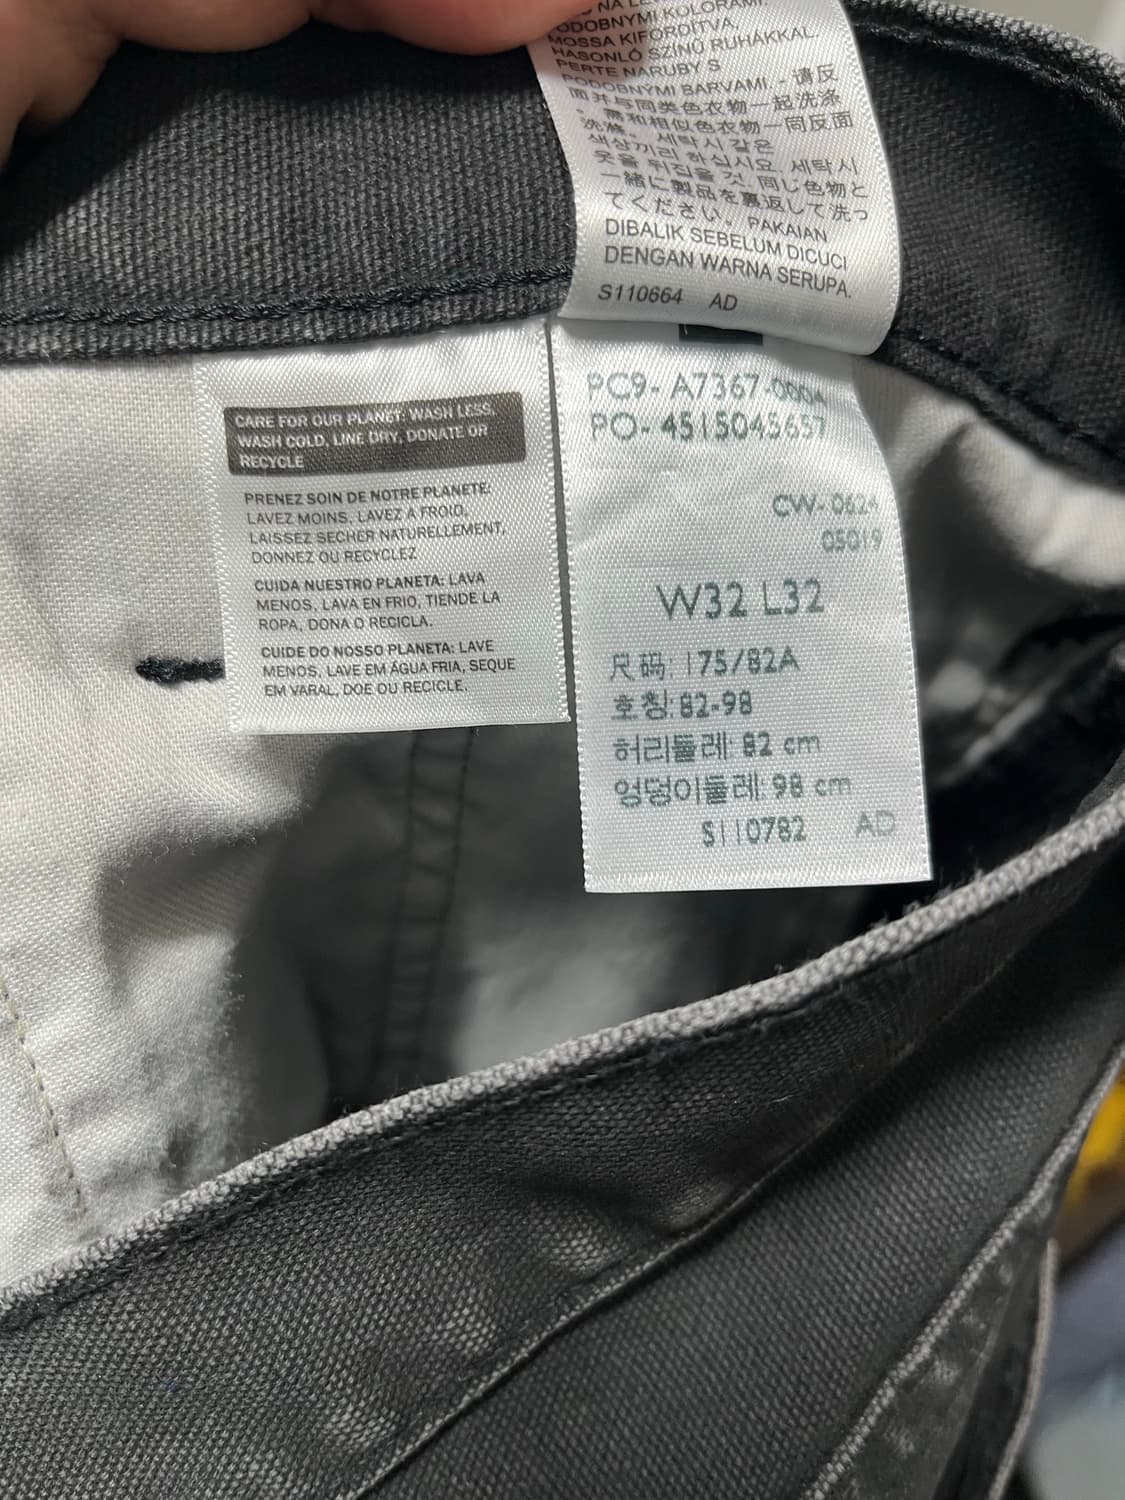 ODOBNYMI KOLORAMI.
MOSSA KIFORDÍTVA,
HASONLÓ SZÍNŰ RUHÁKKAL.
PERTE NARUBY S
PODOBNYMI BARVAMI. - 请反
而并与同类色衣物一起洗涤
。需和相似色衣物一同反面
洗滌。세탁시 같은
색상끼리 하십시오. 세탁시
옷을 뒤집을 것. 同じ色物と
一緒に製品を裏返して洗っ
てください。PAKAIAN
DIBALIK SEBELUM DICUCI
DENGAN WARNA SERUPA.
S110664 AD
CARE FOR OUR PLANET: WASH LESS,
WASH COLD, LINE DRY, DONATE OR
RECYCLE
PRENEZ SOIN DE NOTRE PLANETE:
LAVEZ MOINS, LAVEZ A FROID,
LAISSEZ SECHER NATURELLEMENT,
DONNEZ OU RECYCLEZ
CUIDA NUESTRO PLANETA: LAVA
MENOS, LAVA EN FRIO, TIENDE LA
ROPA, DONA O RECICLA.
CUIDE DO NOSSO PLANETA: LAVE
MENOS, LAVE EM ÁGUA FRIA, SEQUE
EM VARAL, DOE OU RECICLE.
PC9- A7367-0004
PO- 4515045657
CW- 0624
05019
W32 L32
尺码: 175/82A
호칭: 82-98
허리둘레: 82 cm
엉덩이둘레: 98 cm
S110782 AD